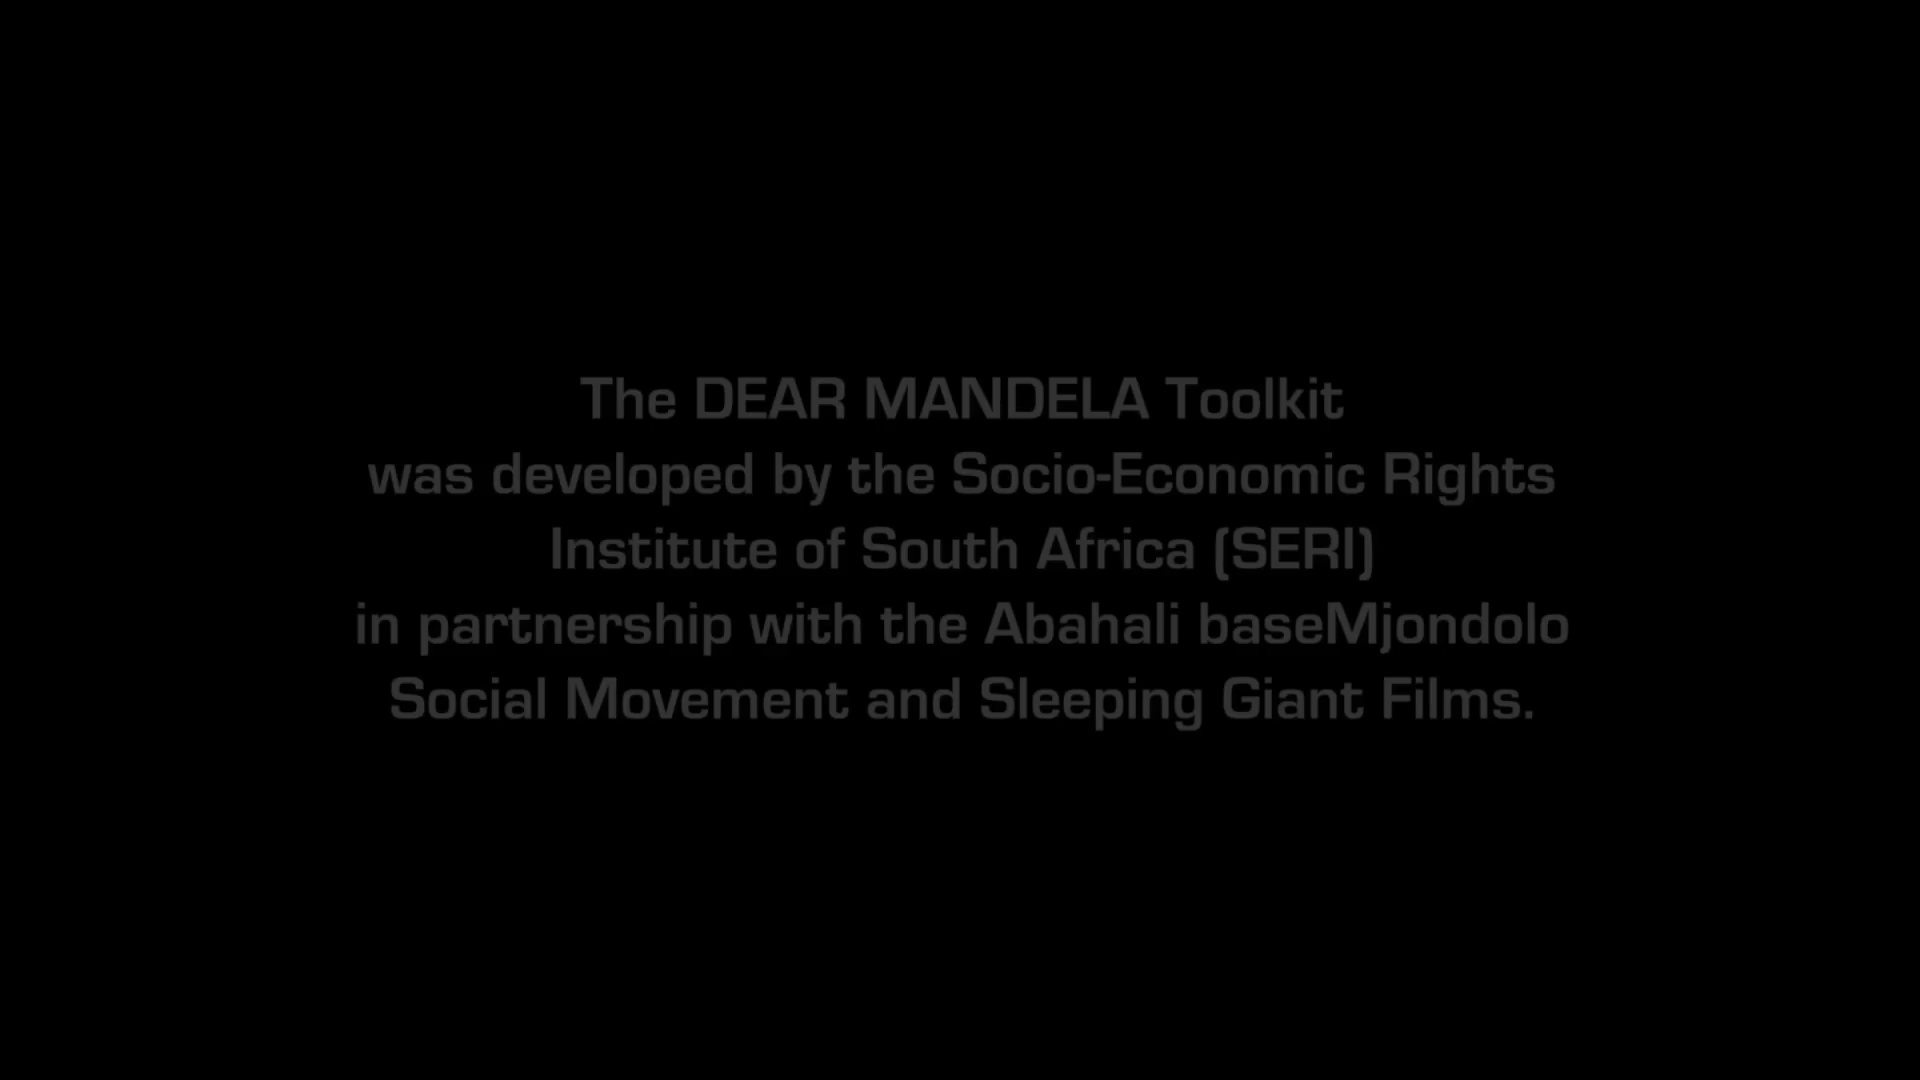 The DEAR MANDELA Toolkit
was developed by the Socio-Economic Rights
Institute of South Africa (SERI)
in partnership with the Abahali baseMjondolo
Social Movement and Sleeping Giant Films.